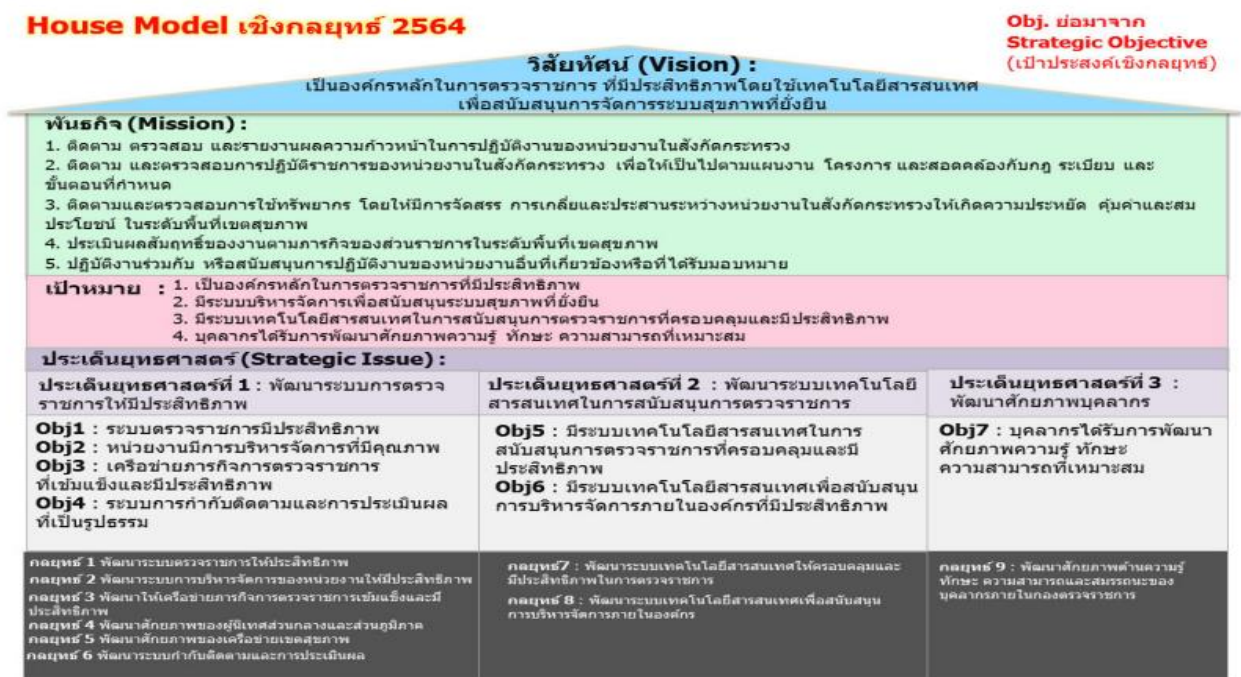 House Model เชิงกลยุทธ์ 2564
Obj. ย่อมาจาก
Strategic Objective
(เป้าประสงค์เชิงกลยุทธ์)
วิสัยทัศน์ (Vision) :
เป็นองค์กรหลักในการตรวจราชการ ที่มีประสิทธิภาพโดยใช้เทคโนโลยีสารสนเทศ
เพื่อสนับสนุนการจัดการระบบสุขภาพที่ยั่งยืน
พันธกิจ (Mission) :
1. ติดตาม ตรวจสอบ และรายงานผลความก้าวหน้าในการปฏิบัติงานของหน่วยงานในสังกัดกระทรวง
2. ติดตาม และตรวจสอบการปฏิบัติราชการของหน่วยงานในสังกัดกระทรวง เพื่อให้เป็นไปตามแผนงาน โครงการ และสอดคล้องกับกฎ ระเบียบ และ
ขั้นตอนที่กำหนด
3. ติดตามและตรวจสอบการใช้ทรัพยากร โดยให้มีการจัดสรร การเกลี่ยและประสานระหว่างหน่วยงานในสังกัดกระทรวงให้เกิดความประหยัด คุ้มค่าและสม
ประโยชน์ ในระดับพื้นที่เขตสุขภาพ
4. ประเมินผลสัมฤทธิ์ของงานตามภารกิจของส่วนราชการในระดับพื้นที่เขตสุขภาพ
5. ปฏิบัติงานร่วมกับ หรือสนับสนุนการปฏิบัติงานของหน่วยงานอื่นที่เกี่ยวข้องหรือที่ได้รับมอบหมาย
เป้าหมาย : 1. เป็นองค์กรหลักในการตรวจราชการที่มีประสิทธิภาพ
2. มีระบบบริหารจัดการเพื่อสนับสนุนระบบสุขภาพที่ยั่งยืน
3. มีระบบเทคโนโลยีสารสนเทศในการสนับสนุนการตรวจราชการที่ครอบคลุมและมีประสิทธิภาพ
4. บุคลากรได้รับการพัฒนาศักยภาพความรู้ ทักษะ ความสามารถที่เหมาะสม
ประเด็นยุทธศาสตร์ (Strategic Issue) :
ประเด็นยุทธศาสตร์ที่ 1 : พัฒนาระบบการตรวจ
ราชการให้มีประสิทธิภาพ
Obj1 : ระบบตรวจราชการมีประสิทธิภาพ
Obj2 : หน่วยงานมีการบริหารจัดการที่มีคุณภาพ
Obj3 : เครือข่ายภารกิจการตรวจราชการ
ที่เข้มแข็งและมีประสิทธิภาพ
Obj4 : ระบบการกำกับติดตามและการประเมินผล
ที่เป็นรูปธรรม
กลยุทธ์ 1 พัฒนาระบบตรวจราชการให้ประสิทธิภาพ
กลยุทธ์ 2 พัฒนาระบบการบริหารจัดการของหน่วยงานให้มีประสิทธิภาพ
กลยุทธ์ 3 พัฒนาให้เครือข่ายภารกิจการตรวจราชการเข้มแข็งและมี
ประสิทธิภาพ
กลยุทธ์ 4 พัฒนาศักยภาพของผู้นิเทศส่วนกลางและส่วนภูมิภาค
กลยุทธ์ 5 พัฒนาศักยภาพของเครือข่ายเขตสุขภาพ
กลยุทธ์ 6 พัฒนาระบบกำกับติดตามและการประเมินผล
ประเด็นยุทธศาสตร์ที่ 2 : พัฒนาระบบเทคโนโลยี
สารสนเทศในการสนับสนุนการตรวจราชการ
Obj5 : มีระบบเทคโนโลยีสารสนเทศในการ
สนับสนุนการตรวจราชการที่ครอบคลุมและมี
ประสิทธิภาพ
Obj6 : มีระบบเทคโนโลยีสารสนเทศเพื่อสนับสนุน
การบริหารจัดการภายในองค์กรที่มีประสิทธิภาพ
กลยุทธ์7 : พัฒนาระบบเทคโนโลยีสารสนเทศให้ครอบคลุมและ
มีประสิทธิภาพในการตรวจราชการ
กลยุทธ์ 8 : พัฒนาระบบเทคโนโลยีสารสนเทศเพื่อสนับสนุน
การบริหารจัดการภายในองค์กร
ประเด็นยุทธศาสตร์ที่ 3 :
พัฒนาศักยภาพบุคลากร
Obj7 : บุคลากรได้รับการพัฒนา
ศักยภาพความรู้ ทักษะ
ความสามารถที่เหมาะสม
กลยุทธ์ 9 : พัฒนาศักยภาพด้านความรู้
ทักษะ ความสามารถและสมรรถนะของ
บุคลากรภายในกองตรวจราชการ